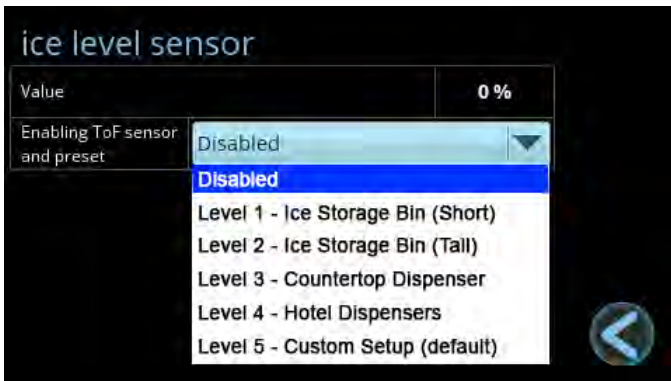 ice level sensor
Value
0 %
Enabling ToF sensor
and preset
Disabled
Disabled
Level 1 - Ice Storage Bin (Short)
Level 2 - Ice Storage Bin (Tall)
Level 3 - Countertop Dispenser
Level 4 - Hotel Dispensers
Level 5 - Custom Setup (default)